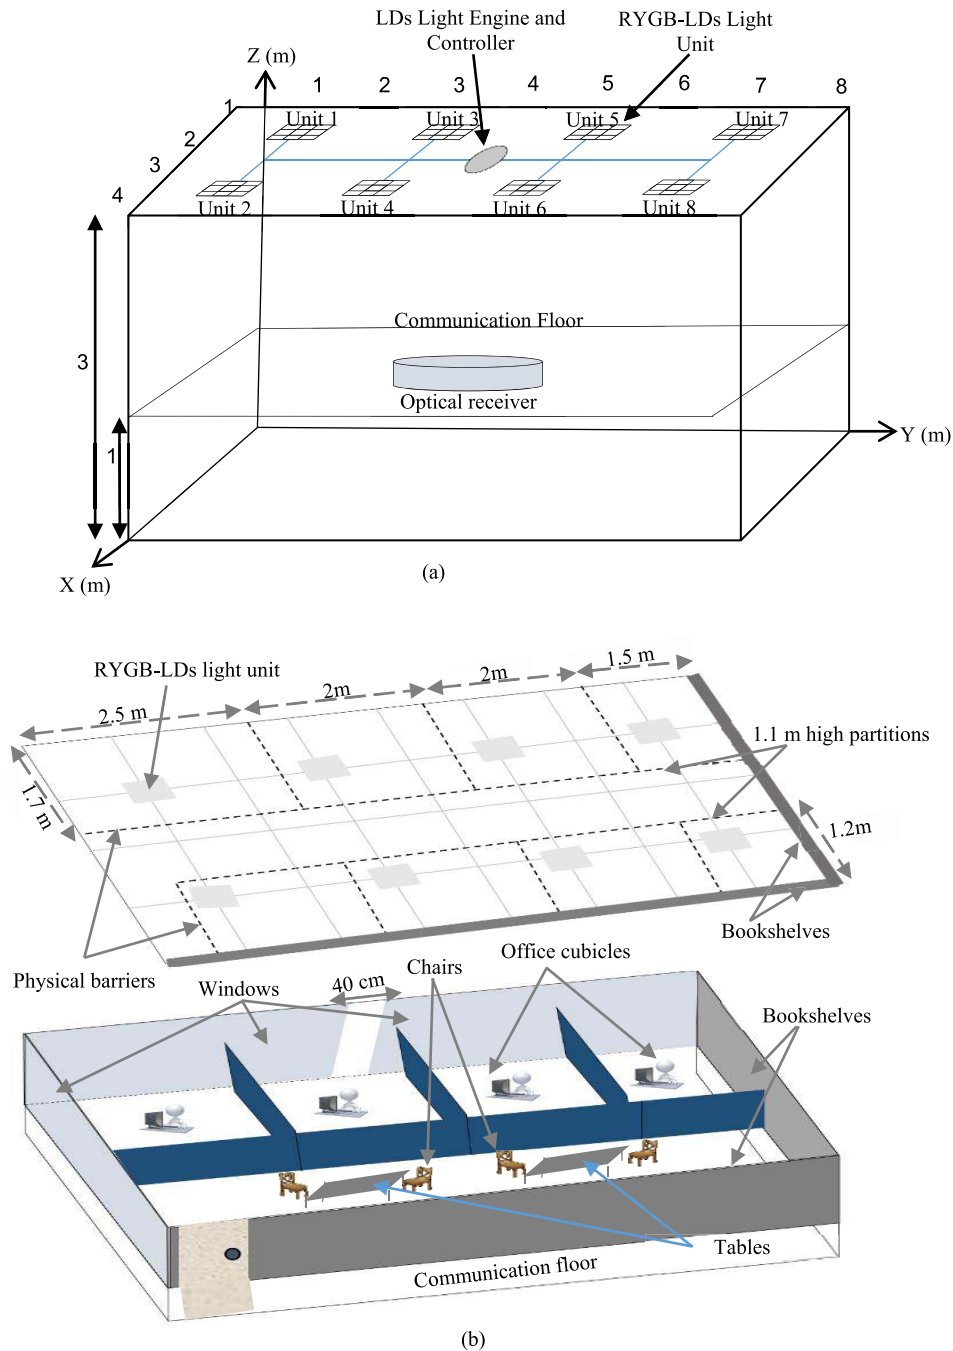 LDs Light Engine and
Controller
RYGB-LDs Light
Unit
Z (m)
1
2
3
4
5
6
7
8
1
2
3
4
Unit 1
Unit 3
Unit 5
Unit 7
Unit 2
Unit 4
Unit 6
Unit 8
Communication Floor
3
Optical receiver
1
Y (m)
X (m)
(a)
RYGB-LDs light unit
2.5 m
2m
2m
1.5 m
1.1 m high partitions
1.7 m
1.2m
Physical barriers
Bookshelves
Windows
40 cm
Chairs
Office cubicles
Bookshelves
Tables
Communication floor
(b)